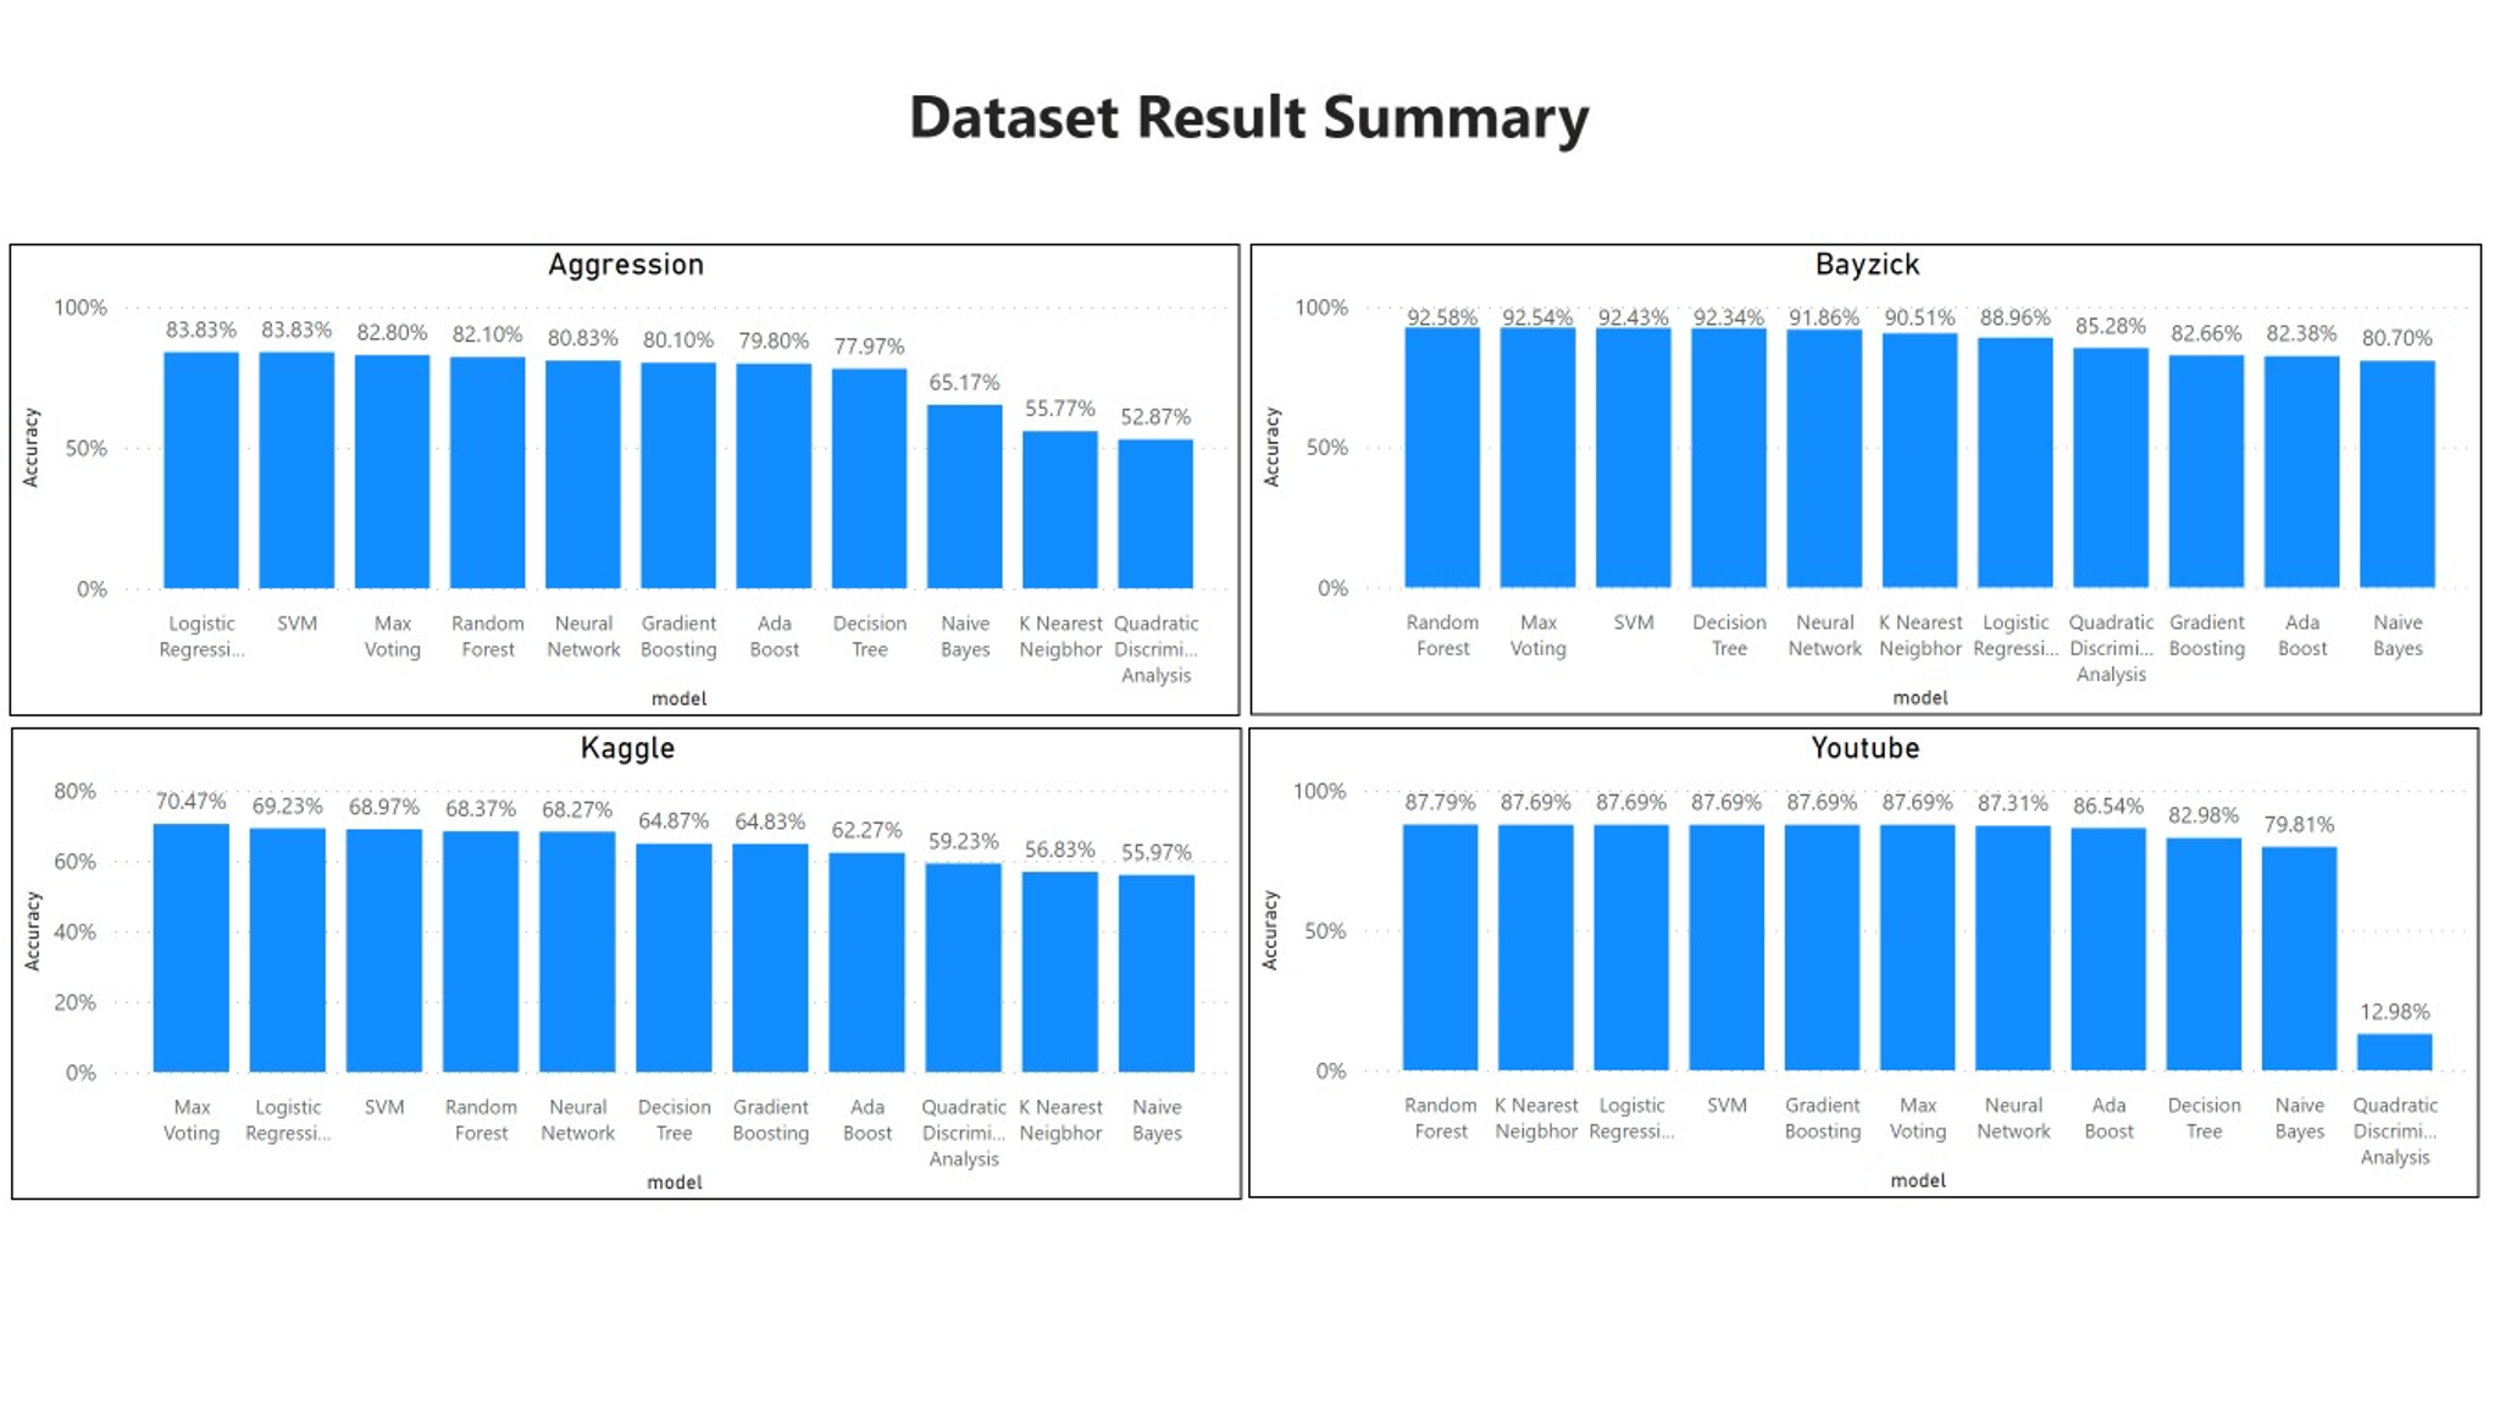 Dataset Result Summary
Aggression
100%
50%
0%
Accuracy
83.83% 83.83% 82.80% 82.10% 80.83% 80.10% 79.80% 77.97% 65.17% 55.77% 52.87%
Logistic SVM Max Random Neural Gradient Ada Decision Naive K Nearest Quadratic
Regressi... Voting Forest Network Boosting Boost Tree Bayes Neigbhor Discrimi...
Analysis
model
Bayzick
100%
50%
0%
Accuracy
92.58% 92.54% 92.43% 92.34% 91.86% 90.51% 88.96% 85.28% 82.66% 82.38% 80.70%
Random Max SVM Decision Neural K Nearest Logistic Quadratic Gradient Ada Naive
Forest Voting Tree Network Neigbhor Regressi... Discrimi... Boosting Boost Bayes
Analysis
model
Kaggle
80%
60%
40%
20%
0%
Accuracy
70.47% 69.23% 68.97% 68.37% 68.27% 64.87% 64.83% 62.27% 59.23% 56.83% 55.97%
Max Logistic SVM Random Neural Decision Gradient Ada Quadratic K Nearest Naive
Voting Regressi... Forest Network Tree Boosting Boost Discrimi... Neigbhor Bayes
Analysis
model
Youtube
100%
50%
0%
Accuracy
87.79% 87.69% 87.69% 87.69% 87.69% 87.69% 87.31% 86.54% 82.98% 79.81% 12.98%
Random K Nearest Logistic SVM Gradient Max Neural Ada Decision Naive Quadratic
Forest Neigbhor Regressi... Boosting Voting Network Boost Tree Bayes Discrimi...
Analysis
model